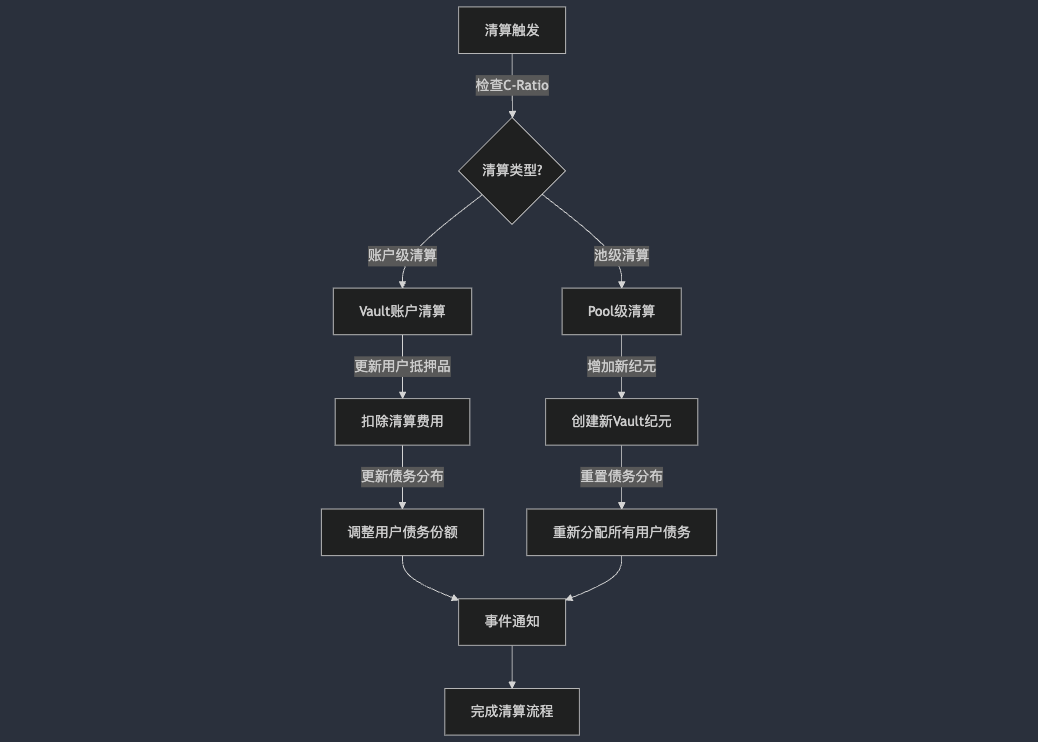 清算触发
检查C-Ratio
清算类型?
账户级清算
池级清算
Vault账户清算
Pool级清算
更新用户抵押品
增加新纪元
扣除清算费用
创建新Vault纪元
更新债务分布
重置债务分布
调整用户债务份额
重新分配所有用户债务
事件通知
完成清算流程